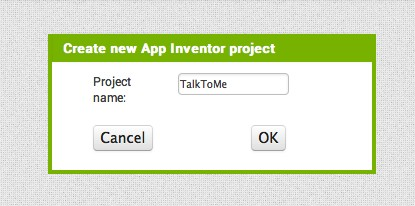 Create new App Inventor project
Project
name:
TalkToMe
Cancel
OK